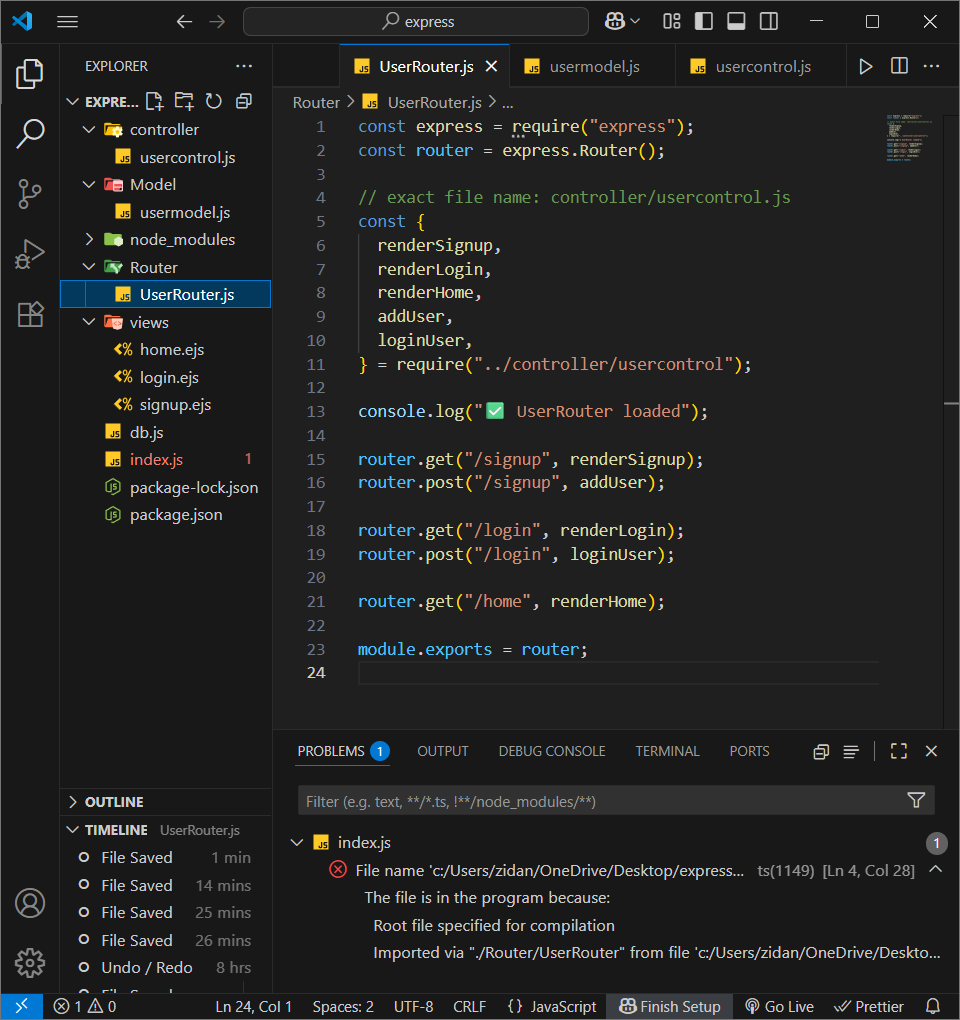 express
EXPLORER
UserRouter.js
usermodel.js
usercontrol.js
EXPRE...
Router > UserRouter.js > ...
controller
usercontrol.js
Model
usermodel.js
node_modules
Router
UserRouter.js
views
home.ejs
login.ejs
signup.ejs
db.js
index.js 1
package-lock.json
package.json
OUTLINE
TIMELINE UserRouter.js
File Saved 1 min
File Saved 14 mins
File Saved 25 mins
File Saved 26 mins
Undo / Redo 8 hrs
1 const express = require("express");
2 const router = express.Router();
3
4 // exact file name: controller/usercontrol.js
5 const {
6 renderSignup,
7 renderLogin,
8 renderHome,
9 addUser,
10 loginUser,
11 } = require("../controller/usercontrol");
12
13 console.log("✅ UserRouter loaded");
14
15 router.get("/signup", renderSignup);
16 router.post("/signup", addUser);
17
18 router.get("/login", renderLogin);
19 router.post("/login", loginUser);
20
21 router.get("/home", renderHome);
22
23 module.exports = router;
24
PROBLEMS 1 OUTPUT DEBUG CONSOLE TERMINAL PORTS
Filter (e.g. text, **/*.ts, !**/node_modules/**)
index.js 1
File name 'c:/Users/zidan/OneDrive/Desktop/express... ts(1149) [Ln 4, Col 28]
The file is in the program because:
Root file specified for compilation
Imported via "./Router/UserRouter" from file 'c:/Users/zidan/OneDrive/Deskto...
1 0 Ln 24, Col 1 Spaces: 2 UTF-8 CRLF {} JavaScript Finish Setup Go Live Prettier